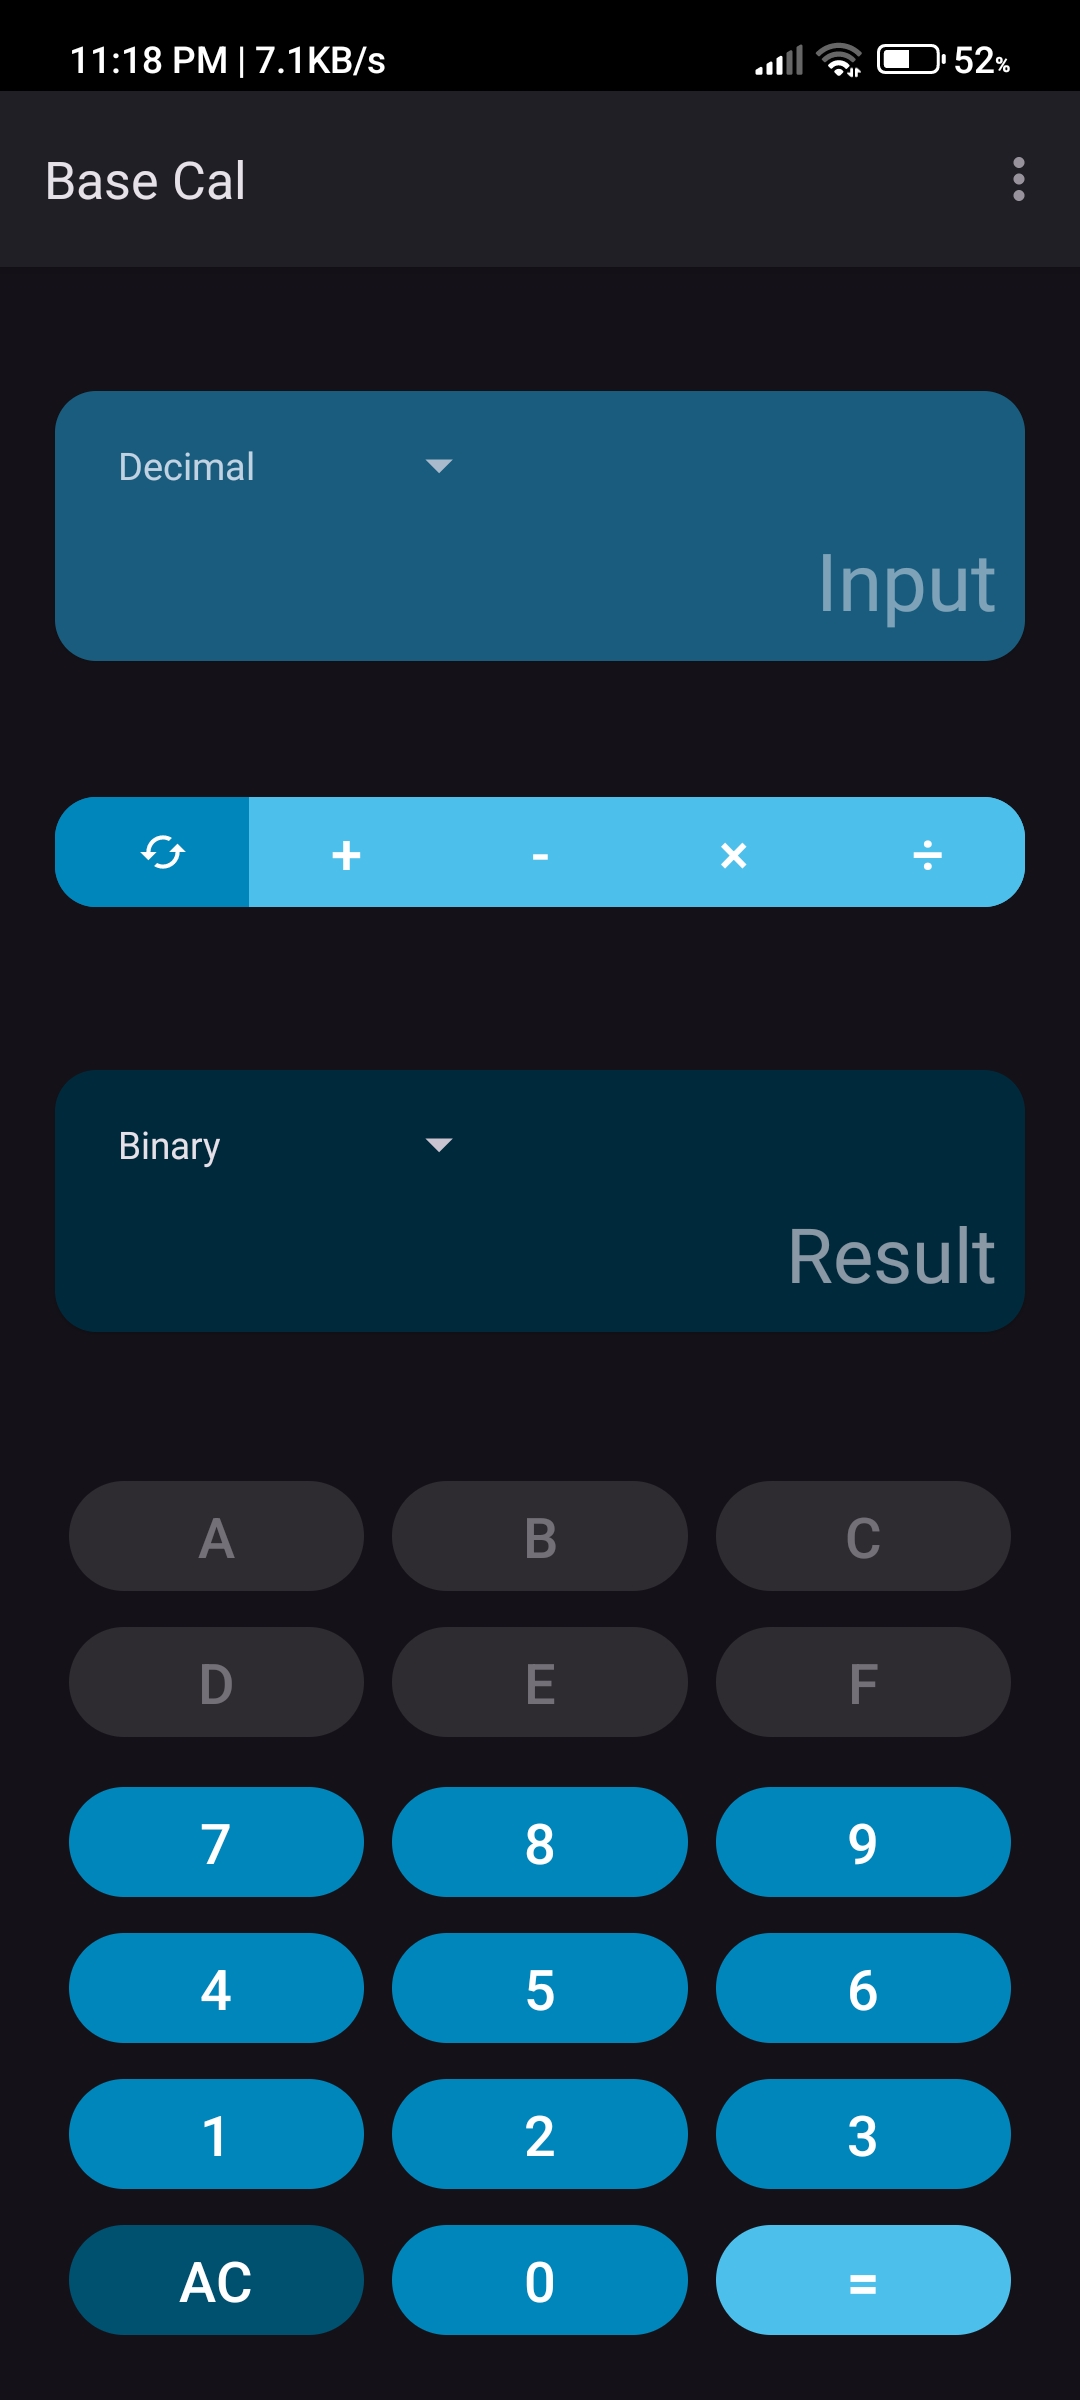 11:18 PM | 7.1KB/s 52%
Base Cal
Decimal
Input
+ - × ÷
Binary
Result
A B C
D E F
7 8 9
4 5 6
1 2 3
AC 0 =